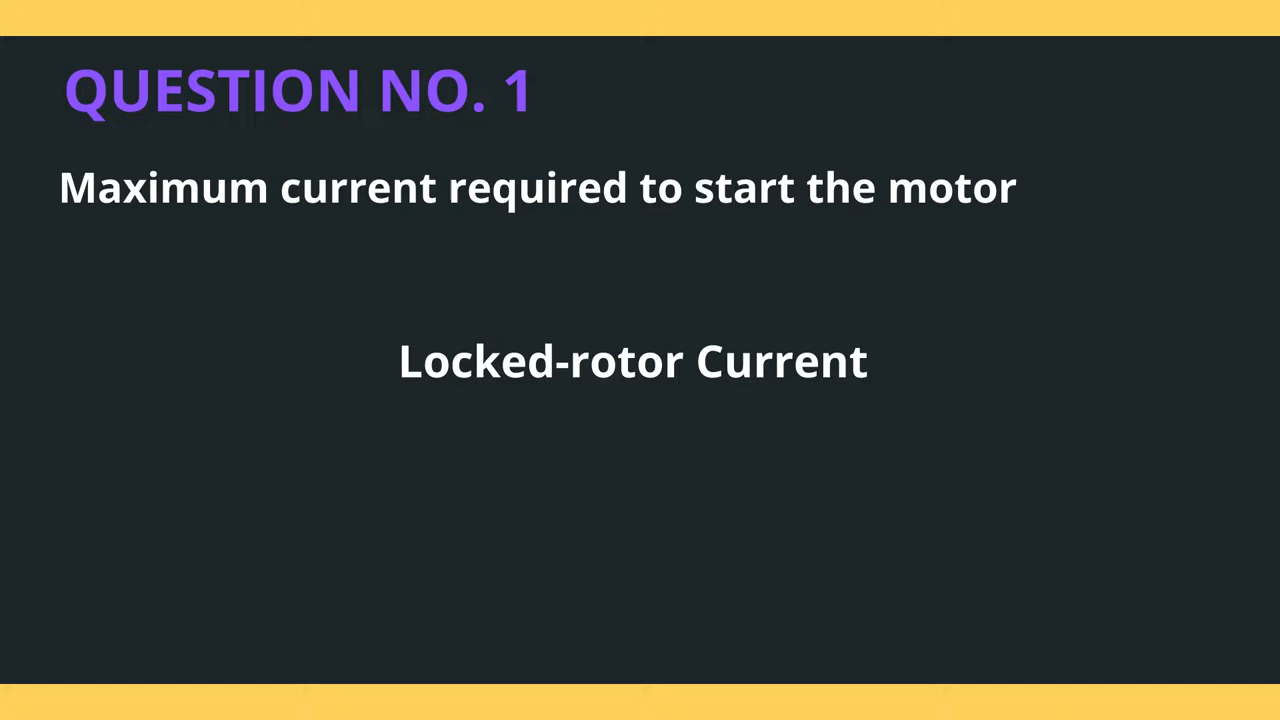 QUESTION NO. 1
Maximum current required to start the motor
Locked-rotor Current